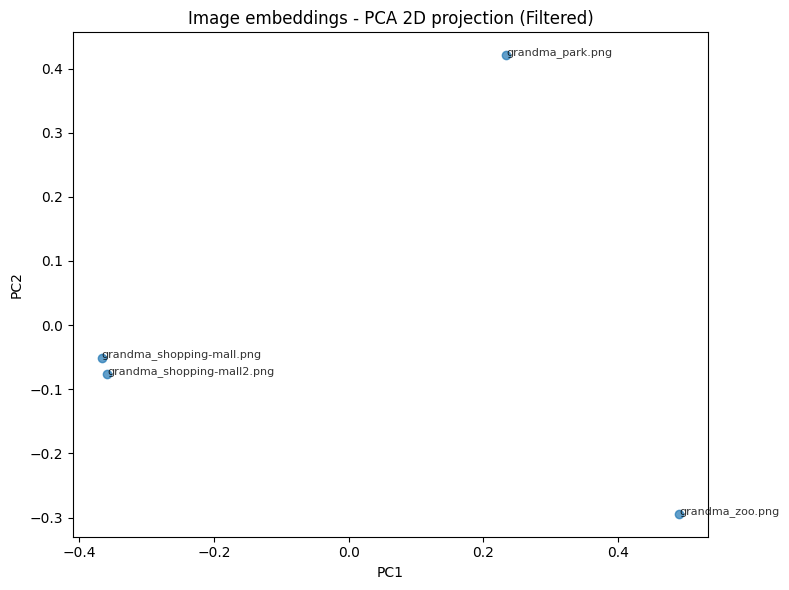 Image embeddings - PCA 2D projection (Filtered)
grandma_park.png
0.4
0.3
0.2
0.1
0.0
−0.1
−0.2
−0.3
PC2
grandma_shopping-mall.png
grandma_shopping-mall2.png
grandma_zoo.png
−0.4
−0.2
0.0
0.2
0.4
PC1